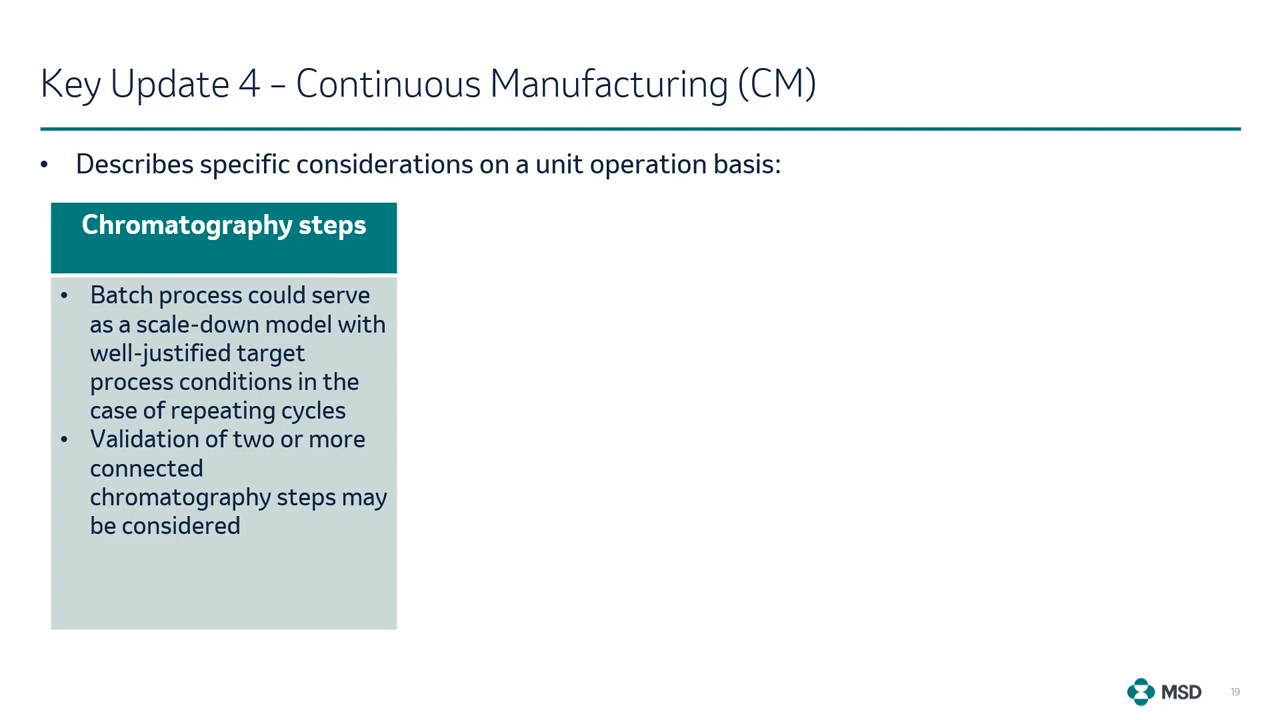 Key Update 4 – Continuous Manufacturing (CM)
• Describes specific considerations on a unit operation basis:
Chromatography steps
• Batch process could serve
as a scale-down model with
well-justified target
process conditions in the
case of repeating cycles
• Validation of two or more
connected
chromatography steps may
be considered
MSD
19